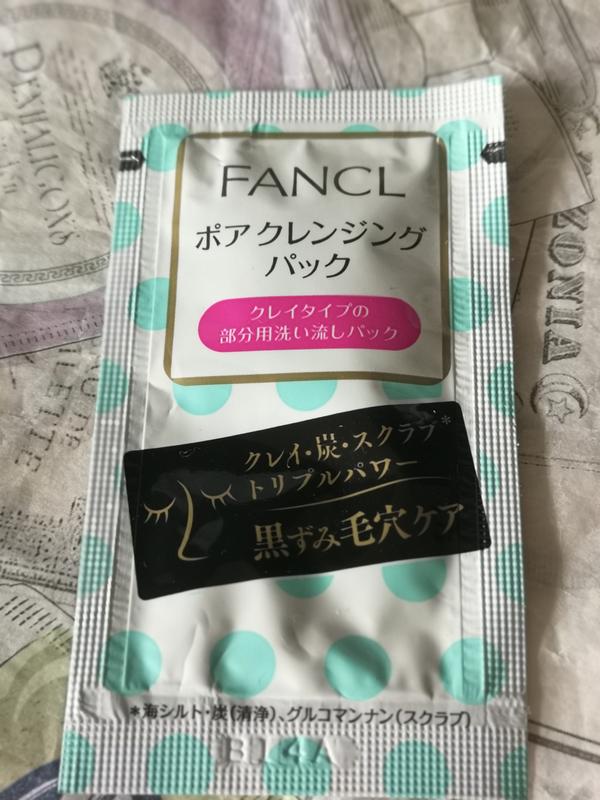 FANCL
ポアクレンジング
パック
クレイタイプの
部分用洗い流しパック
クレイ・炭・スクラブ*
トリプルパワー
黒ずみ毛穴ケア
*海シルト・炭(清浄)、グルコマンナン(スクラブ)